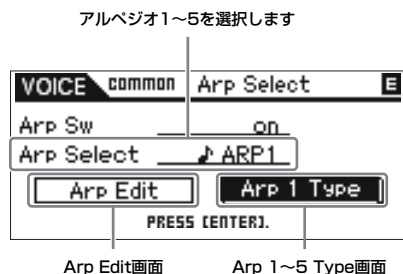 アルペジオ1～5を選択します
VOICE common Arp Select E
Arp Sw on
Arp Select ♪ ARP1
Arp Edit Arp 1 Type
PRESS [CENTER].
Arp Edit画面 Arp 1～5 Type画面